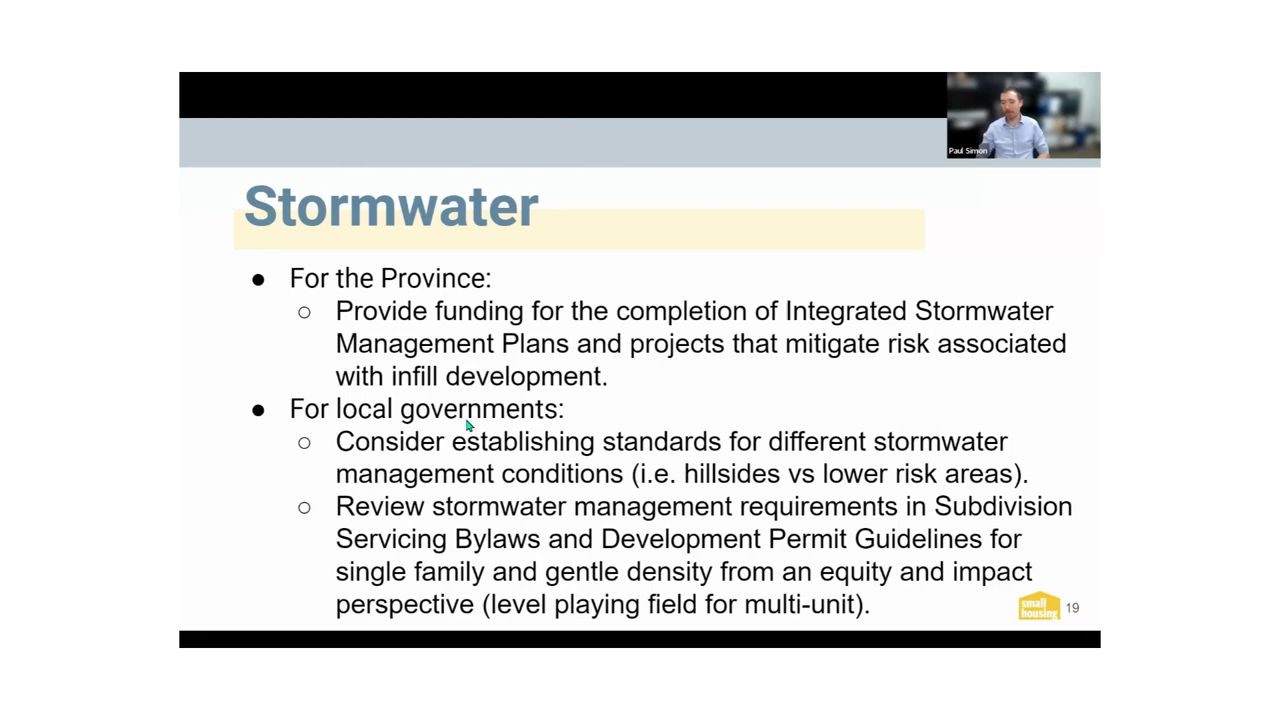 Paul Simon
Stormwater
● For the Province:
○ Provide funding for the completion of Integrated Stormwater
Management Plans and projects that mitigate risk associated
with infill development.
● For local governments:
○ Consider establishing standards for different stormwater
management conditions (i.e. hillsides vs lower risk areas).
○ Review stormwater management requirements in Subdivision
Servicing Bylaws and Development Permit Guidelines for
single family and gentle density from an equity and impact
perspective (level playing field for multi-unit).
small
housing
19